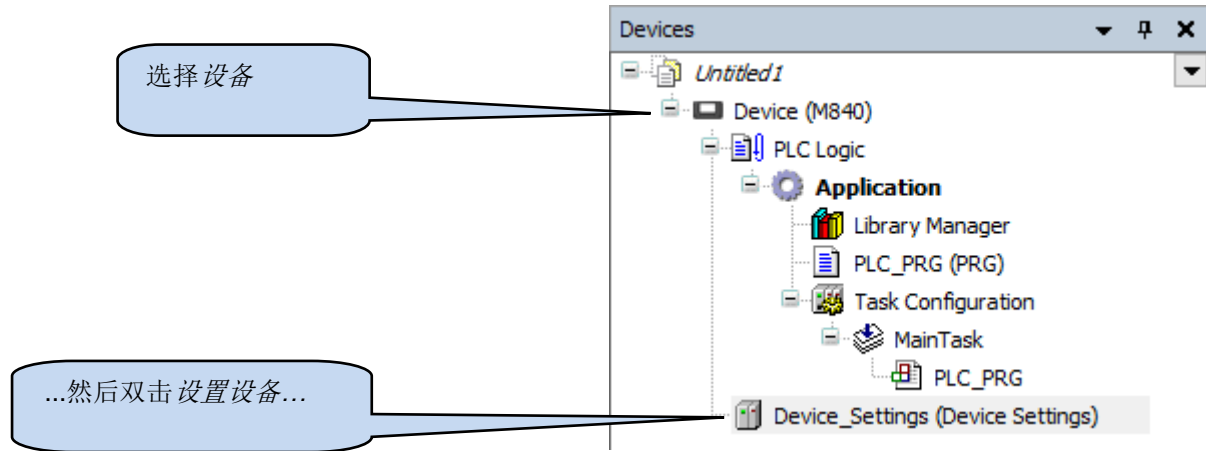 Devices
选择设备
Untitled1
Device (M840)
PLC Logic
Application
Library Manager
PLC_PRG (PRG)
Task Configuration
MainTask
PLC_PRG
...然后双击设置设备...
Device_Settings (Device Settings)